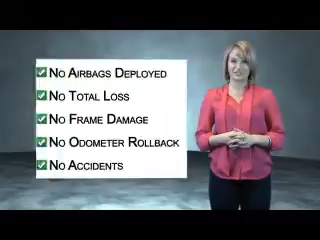 No Airbags Deployed
No Total Loss
No Frame Damage
No Odometer Rollback
No Accidents